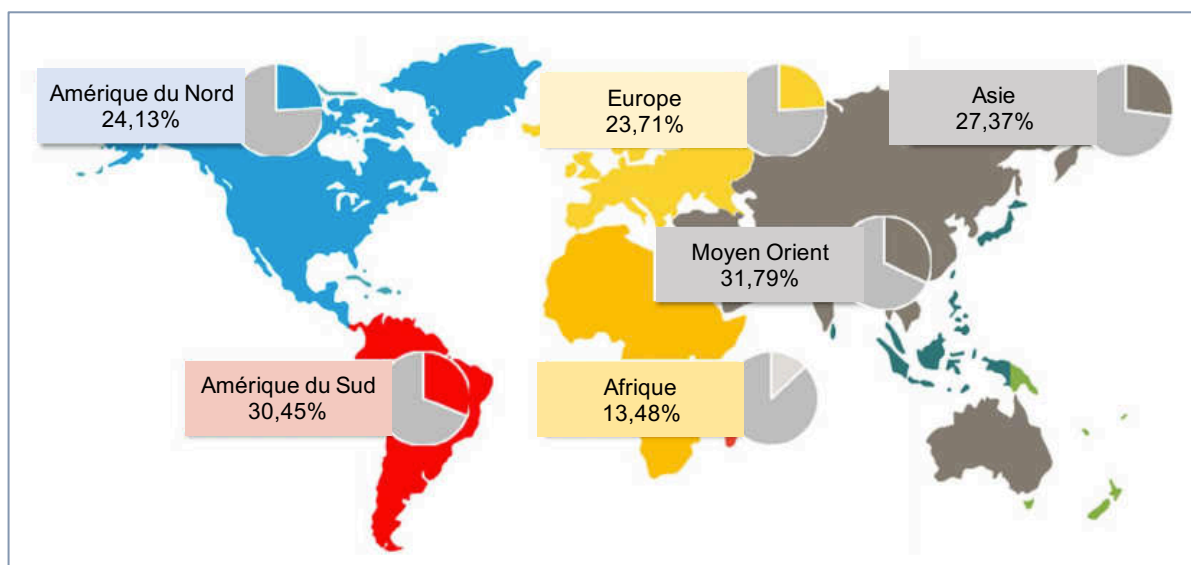 Amérique du Nord
24,13%
Europe
23,71%
Asie
27,37%
Moyen Orient
31,79%
Amérique du Sud
30,45%
Afrique
13,48%